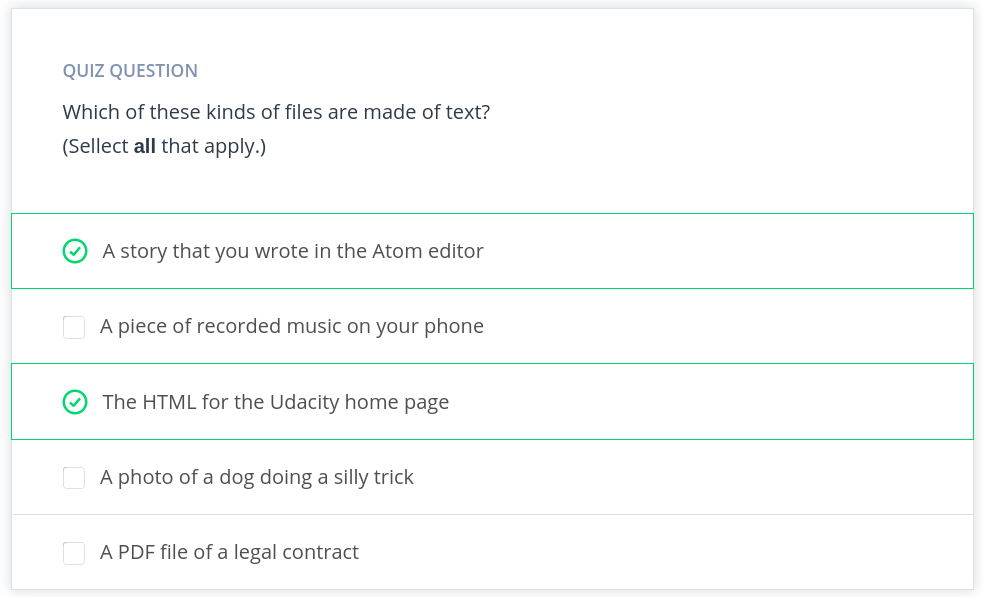 QUIZ QUESTION
Which of these kinds of files are made of text?
(Sellect all that apply.)
A story that you wrote in the Atom editor
A piece of recorded music on your phone
The HTML for the Udacity home page
A photo of a dog doing a silly trick
A PDF file of a legal contract